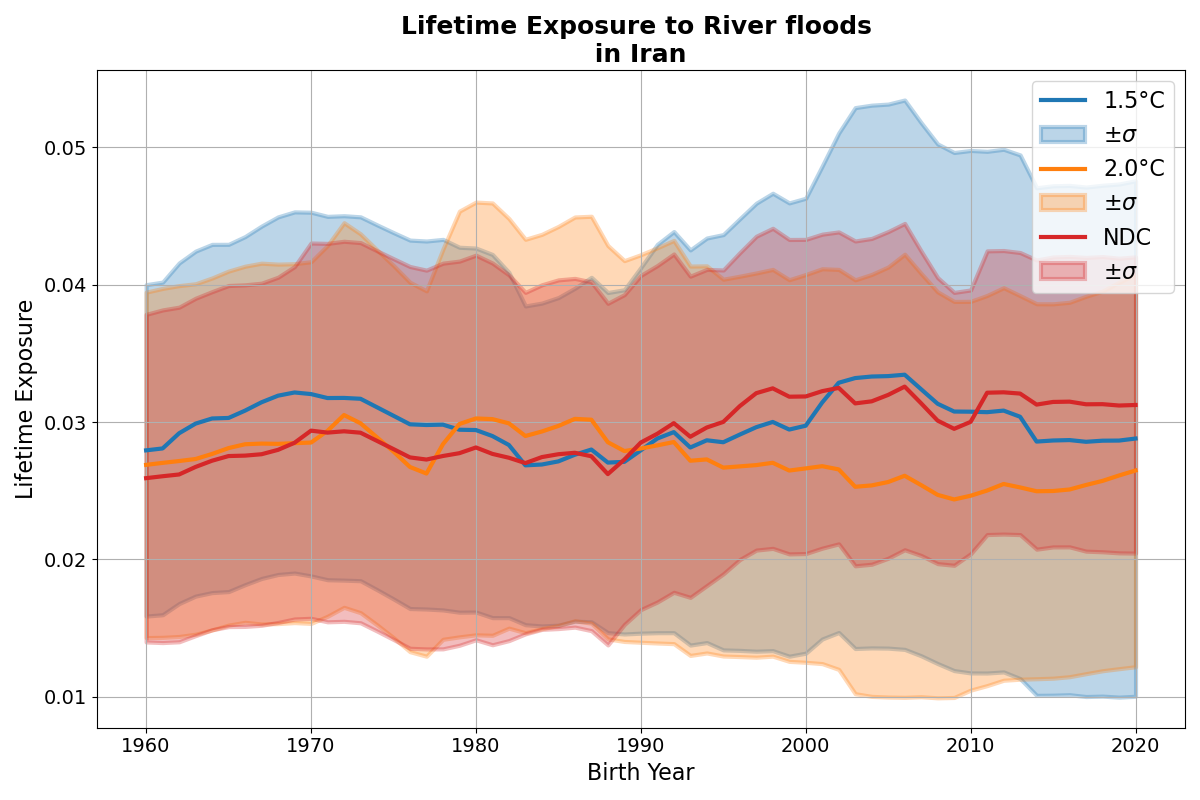 Lifetime Exposure to River floods
in Iran
1.5°C
±σ
2.0°C
±σ
NDC
±σ
Lifetime Exposure
0.05
0.04
0.03
0.02
0.01
1960 1970 1980 1990 2000 2010 2020
Birth Year